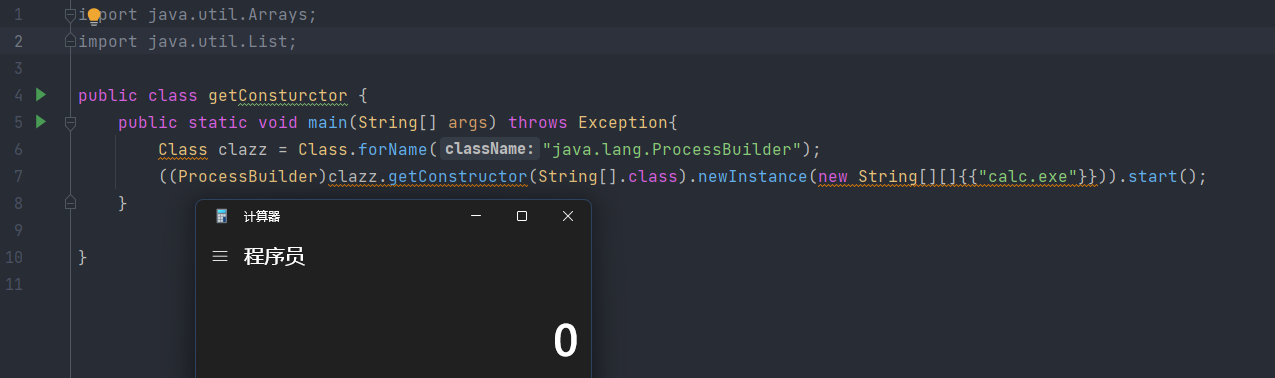 1 import java.util.Arrays;
2 import java.util.List;
3
4 public class getConsturctor {
5 public static void main(String[] args) throws Exception{
6 Class clazz = Class.forName( className: "java.lang.ProcessBuilder");
7 ((ProcessBuilder)clazz.getConstructor(String[].class).newInstance(new String[][]{{"calc.exe"}})).start();
8 }
9
10 }
11
计算器
程序员
0